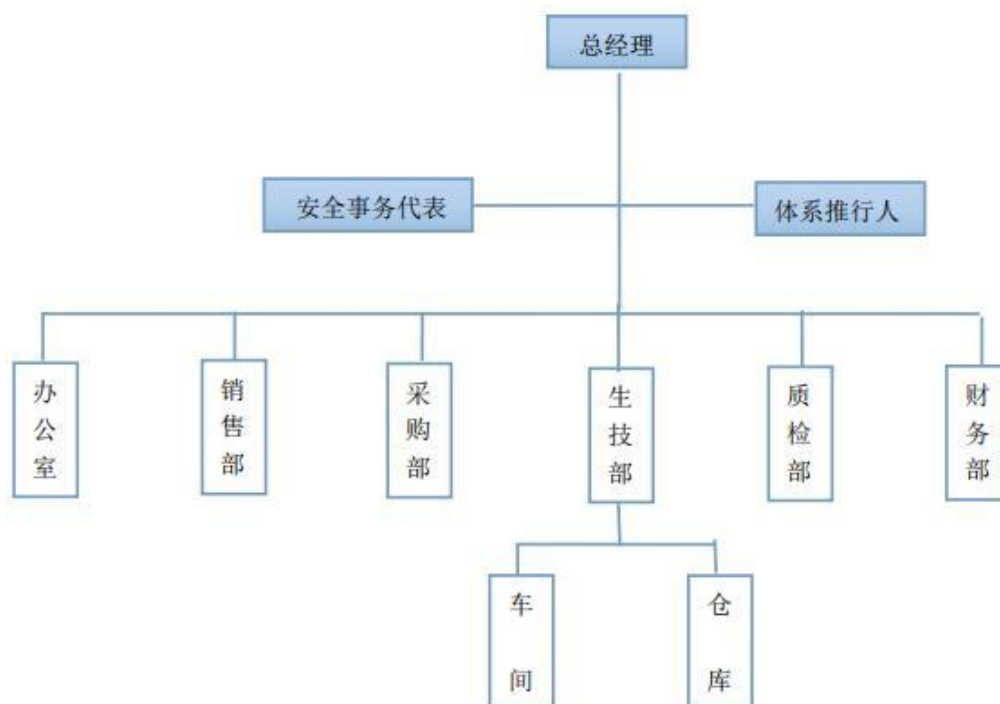 总经理
安全事务代表
体系推行人
办公室
销售部
采购部
生技部
质检部
财务部
车间
仓库